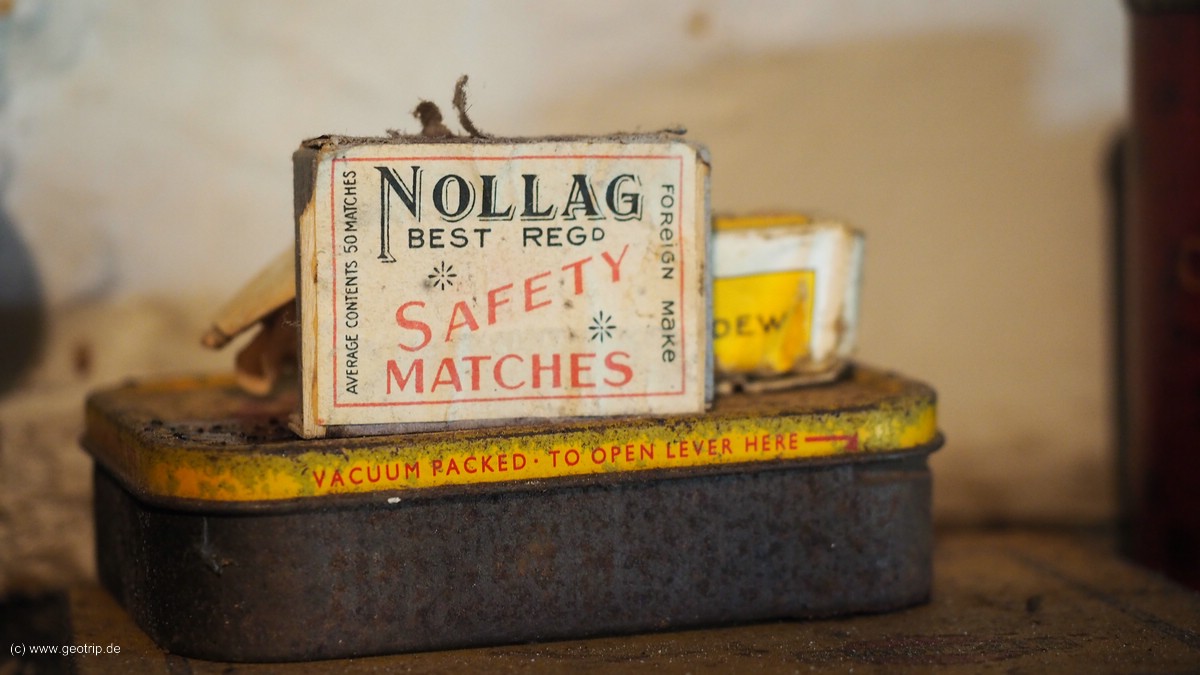 NOLLAG
BEST REGD
SAFETY
MATCHES
AVERAGE CONTENTS 50 MATCHES
FOREIGN MAKE
DEW
VACUUM PACKED · TO OPEN LEVER HERE
(c) www.geotrip.de